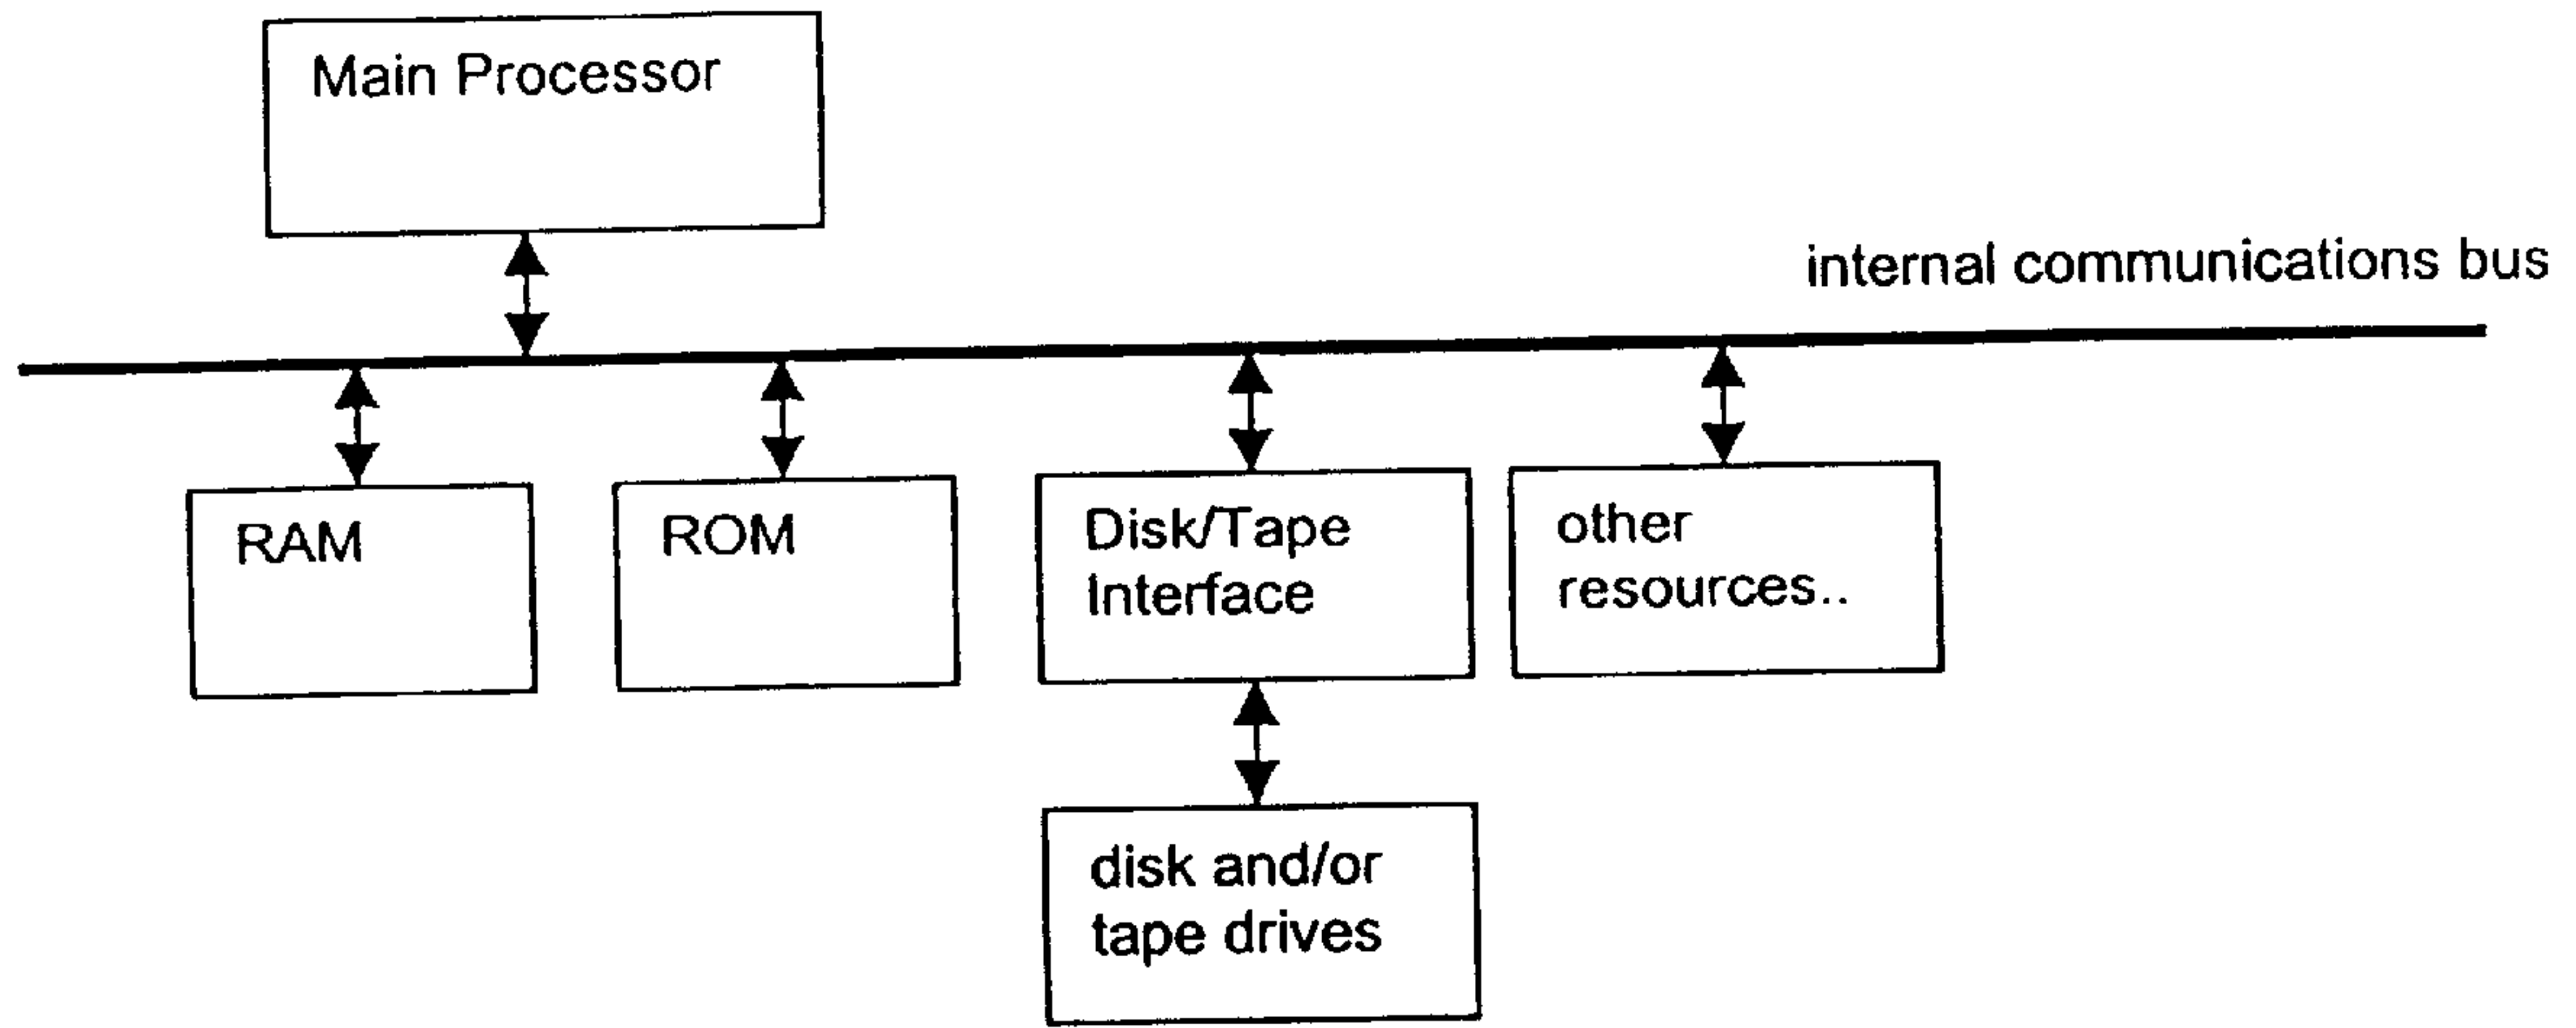 Main Processor
internal communications bus
RAM
ROM
Disk/Tape
Interface
other
resources..
disk and/or
tape drives